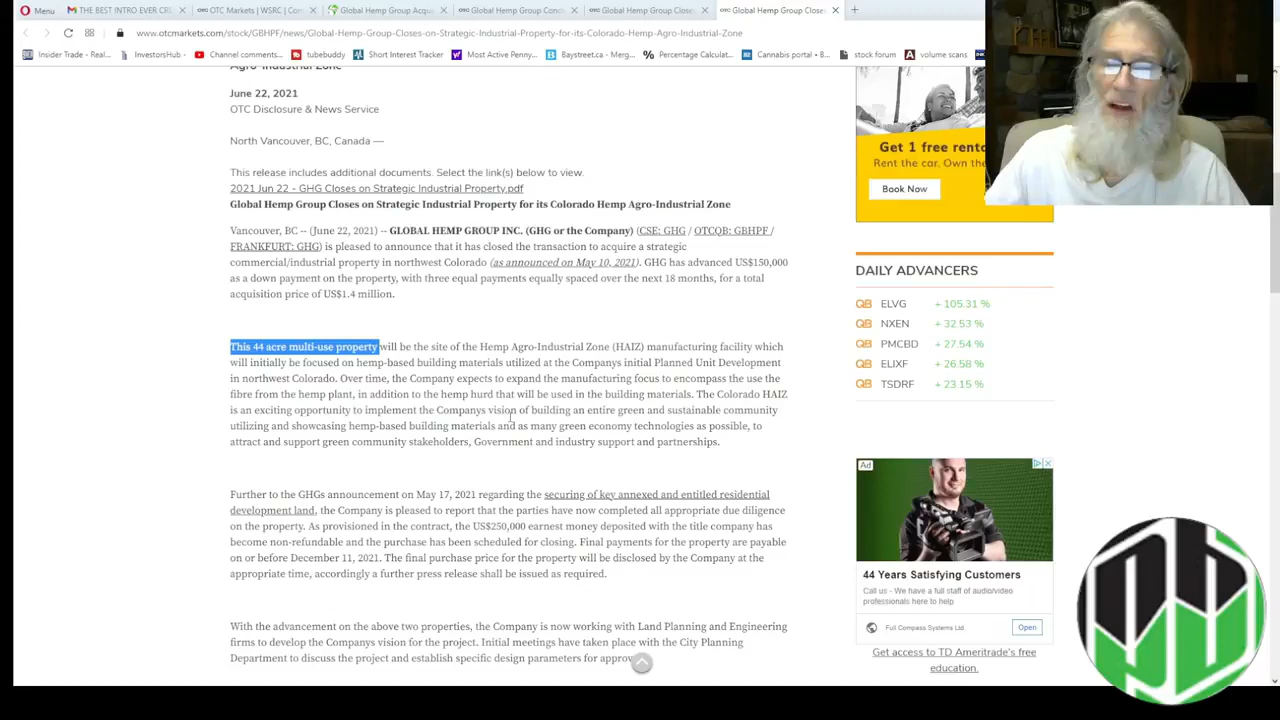 Menu
THE BEST INTRO EVER CRE
OTC Markets | WSRC | Com
Global Hemp Group Acqua
Global Hemp Group Cond
Global Hemp Group Close
Global Hemp Group Close
www.otcmarkets.com/stock/GBHPF/news/Global-Hemp-Group-Closes-on-Strategic-Industrial-Property-for-its-Colorado-Hemp-Agro-Industrial-Zone
Insider Trade - Real...
InvestorsHub
Channel comments...
tubebuddy
Short Interest Tracker
Most Active Penny...
Baystreet.ca - Merg...
Percentage Calculat...
Cannabis portfolio • B...
stock forum
volume scans
Agro-Industrial Zone
June 22, 2021
OTC Disclosure & News Service
North Vancouver, BC, Canada —
This release includes additional documents. Select the link(s) below to view.
2021 Jun 22 - GHG Closes on Strategic Industrial Property.pdf
Global Hemp Group Closes on Strategic Industrial Property for its Colorado Hemp Agro-Industrial Zone
Vancouver, BC -- (June 22, 2021) -- GLOBAL HEMP GROUP INC. (GHG or the Company) (CSE: GHG / OTCQB: GBHPF /
FRANKFURT: GHG) is pleased to announce that it has closed the transaction to acquire a strategic
commercial/industrial property in northwest Colorado (as announced on May 10, 2021). GHG has advanced US$150,000
as a down payment on the property, with three equal payments equally spaced over the next 18 months, for a total
acquisition price of US$1.4 million.
This 44 acre multi-use property will be the site of the Hemp Agro-Industrial Zone (HAIZ) manufacturing facility which
will initially be focused on hemp-based building materials utilized at the Companys initial Planned Unit Development
in northwest Colorado. Over time, the Company expects to expand the manufacturing focus to encompass the use the
fibre from the hemp plant, in addition to the hemp hurd that will be used in the building materials. The Colorado HAIZ
is an exciting opportunity to implement the Companys vision of building an entire green and sustainable community
utilizing and showcasing hemp-based building materials and as many green economy technologies as possible, to
attract and support green community stakeholders, Government and industry support and partnerships.
Further to the GHGs announcement on May 17, 2021 regarding the securing of key annexed and entitled residential
development land, the Company is pleased to report that the parties have now completed all appropriate due diligence
on the property. As provisioned in the contract, the US$250,000 earnest money deposited with the title company has
become non-refundable and the purchase has been scheduled for closing. Final payments for the property are payable
on or before December 11, 2021. The final purchase price for the property will be disclosed by the Company at the
appropriate time, accordingly a further press release shall be issued as required.
With the advancement on the above two properties, the Company is now working with Land Planning and Engineering
firms to develop the Companys vision for the project. Initial meetings have taken place with the City Planning
Department to discuss the project and establish specific design parameters for approv
Get 1 free renta
Rent the car. Own the
Book Now
DAILY ADVANCERS
QB ELVG + 105.31 %
QB NXEN + 32.53 %
QB PMCBD + 27.54 %
QB ELIXF + 26.58 %
QB TSDRF + 23.15 %
Ad
44 Years Satisfying Customers
Call us - We have a full staff of audio/video
professionals here to help
Full Compass Systems Ltd.
Open
Get access to TD Ameritrade's free
education.